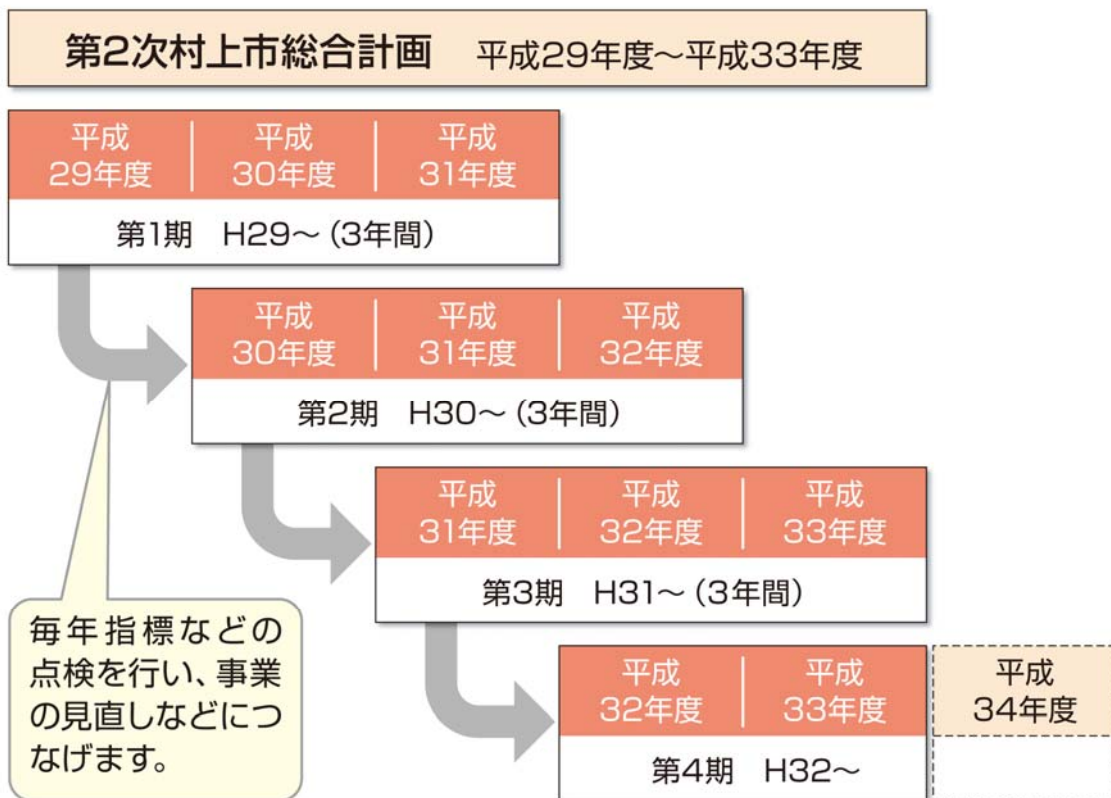 第2次村上市総合計画 平成29年度～平成33年度
平成 平成 平成
29年度 30年度 31年度
第1期 H29～（3年間）
平成 平成 平成
30年度 31年度 32年度
第2期 H30～（3年間）
平成 平成 平成
31年度 32年度 33年度
第3期 H31～（3年間）
毎年指標などの
点検を行い、事業
の見直しなどにつ
なげます。
平成 平成 平成
32年度 33年度 34年度
第4期 H32～